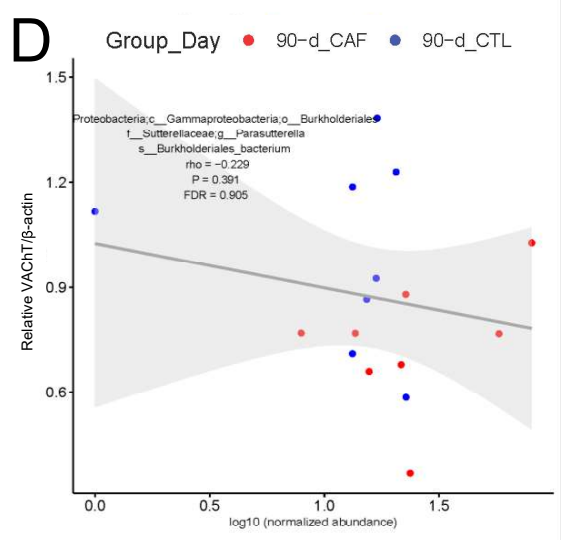 D
Group_Day 90-d_CAF 90-d_CTL
1.5
Proteobacteria;c__Gammaproteobacteria;o__Burkholderiales
f__Sutterellaceae;g__Parasutterella
s__Burkholderiales_bacterium
rho = −0.229
P = 0.391
FDR = 0.905
1.2
0.9
0.6
Relative VAChT/β-actin
0.0 0.5 1.0 1.5
log10 (normalized abundance)